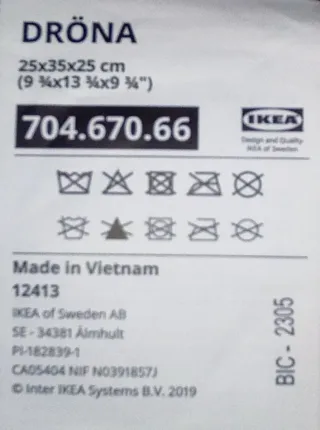 DRÖNA
25x35x25 cm
(9 ¾x13 ¾x9 ¾")
704.670.66
IKEA
Design and Quality
IKEA of Sweden
Made in Vietnam
12413
IKEA of Sweden AB
SE - 34381 Älmhult
PI-182839-1
CA05404 NIF N0391857J
© Inter IKEA Systems B.V. 2019
BIC - 2305